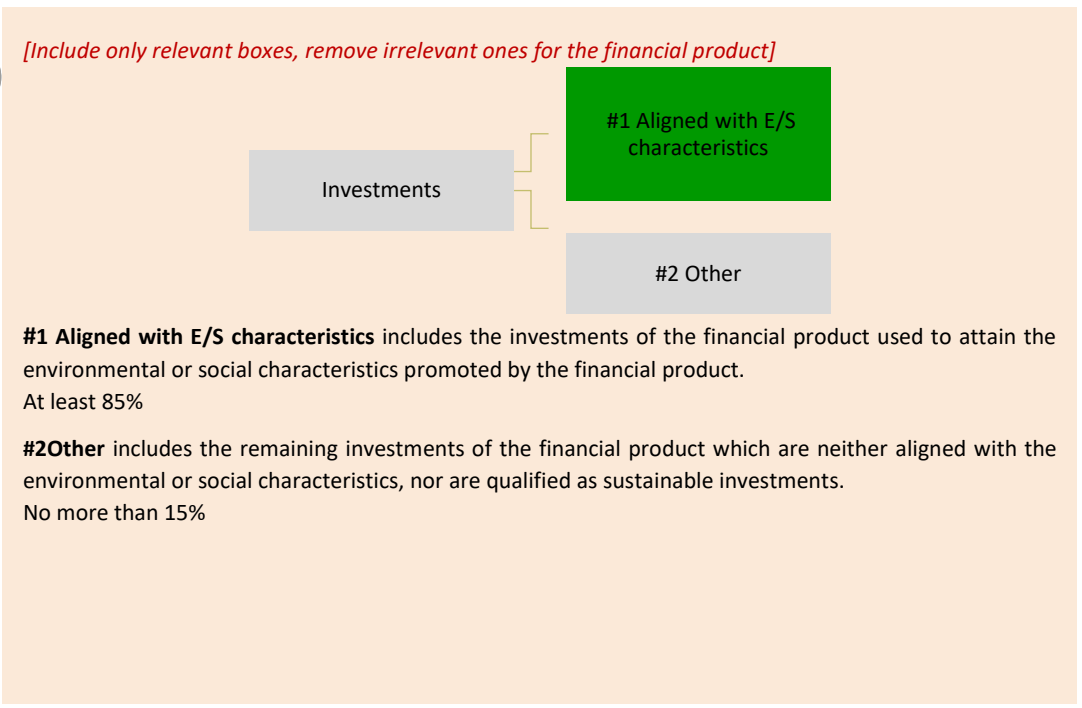 [Include only relevant boxes, remove irrelevant ones for the financial product]
#1 Aligned with E/S
characteristics
Investments
#2 Other
#1 Aligned with E/S characteristics includes the investments of the financial product used to attain the
environmental or social characteristics promoted by the financial product.
At least 85%
#2Other includes the remaining investments of the financial product which are neither aligned with the
environmental or social characteristics, nor are qualified as sustainable investments.
No more than 15%